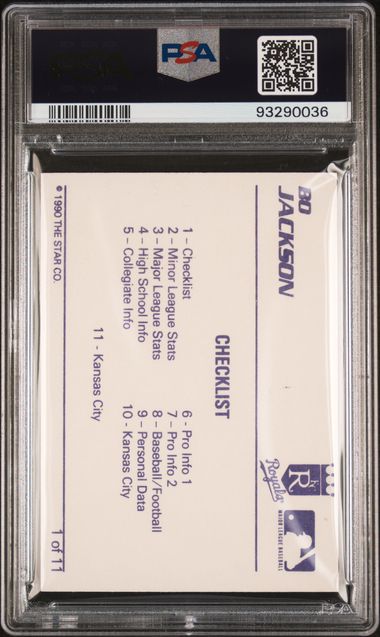 PSA
93290036
BO
JACKSON
Royals
R
MAJOR LEAGUE BASEBALL
CHECKLIST
1 - Checklist
2 - Minor League Stats
3 - Major League Stats
4 - High School Info
5 - Collegiate Info
6 - Pro Info 1
7 - Pro Info 2
8 - Baseball/Football
9 - Personal Data
10 - Kansas City
11 - Kansas City
© 1990 THE STAR CO.
1 of 11
PSA